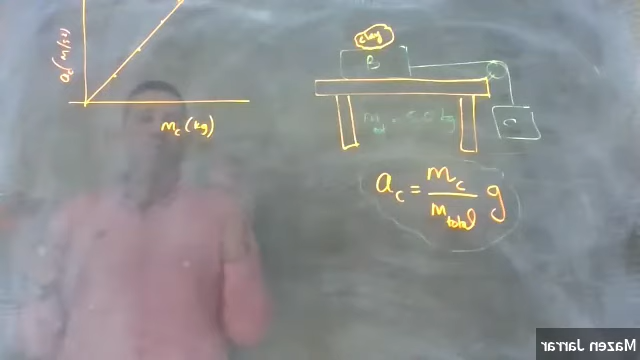 a_c (m/s²)
m_c (kg)
clay
B
C
a_c = m_c / m_total g
Mazen Jarrar